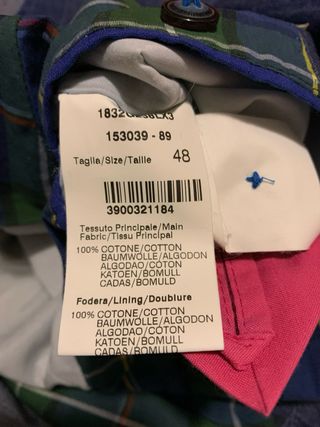 153039 - 89
Taglia/Size/Taille 48
3900321184
Tessuto Principale/Main
Fabric/Tissu Principal
100% COTONE/COTTON
BAUMWOLLE/ALGODON
ALGODAO/COTON
KATOEN/BOMULL
CADAS/BOMULD
Fodera/Lining/Doublure
100% COTONE/COTTON
BAUMWOLLE/ALGODON
ALGODAO/COTON
KATOEN/BOMULL
CADAS/BOMULD